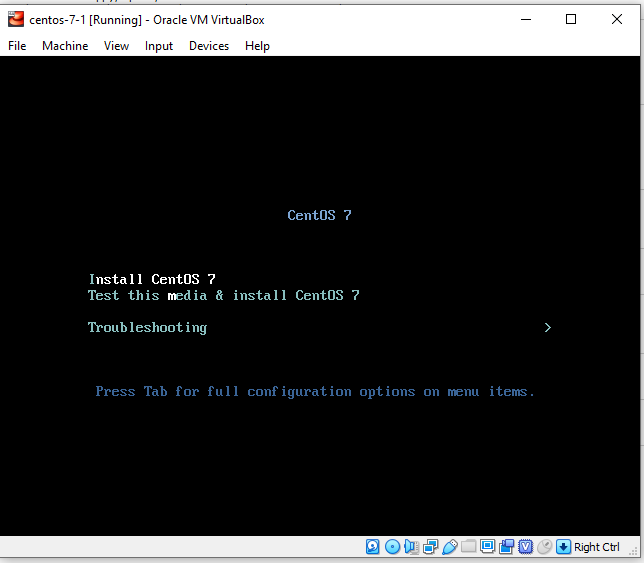 centos-7-1 [Running] - Oracle VM VirtualBox
File Machine View Input Devices Help
CentOS 7
Install CentOS 7
Test this media & install CentOS 7
Troubleshooting >
Press Tab for full configuration options on menu items.
Right Ctrl